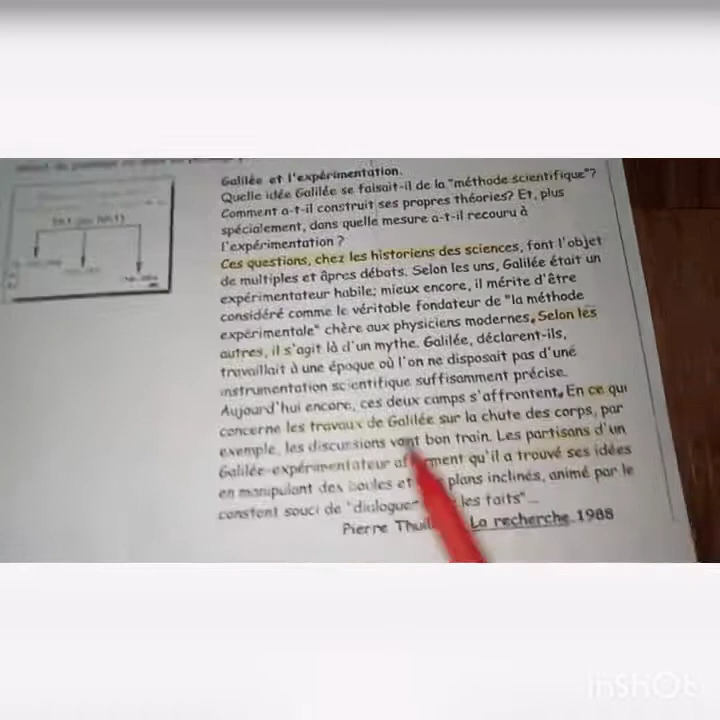 Galilée et l'expérimentation.
Quelle idée Galilée se faisait-il de la "méthode scientifique"?
Comment a-t-il construit ses propres théories? Et, plus
spécialement, dans quelle mesure a-t-il recouru à
l'expérimentation ?
Ces questions, chez les historiens des sciences, font l'objet
de multiples et âpres débats. Selon les uns, Galilée était un
expérimentateur habile; mieux encore, il mérite d'être
considéré comme le véritable fondateur de "la méthode
expérimentale" chère aux physiciens modernes. Selon les
autres, il s'agit là d'un mythe. Galilée, déclarent-ils,
travaillait à une époque où l'on ne disposait pas d'une
instrumentation scientifique suffisamment précise.
Aujourd'hui encore, ces deux camps s'affrontent. En ce qui
concerne les travaux de Galilée sur la chute des corps, par
exemple, les discussions vont bon train. Les partisans d'un
Galilée-expérimentateur affirment qu'il a trouvé ses idées
en manipulant des boules et plans inclinés, animé par le
constant souci de "dialogue les faits"...
Pierre La recherche 1988
InShOt